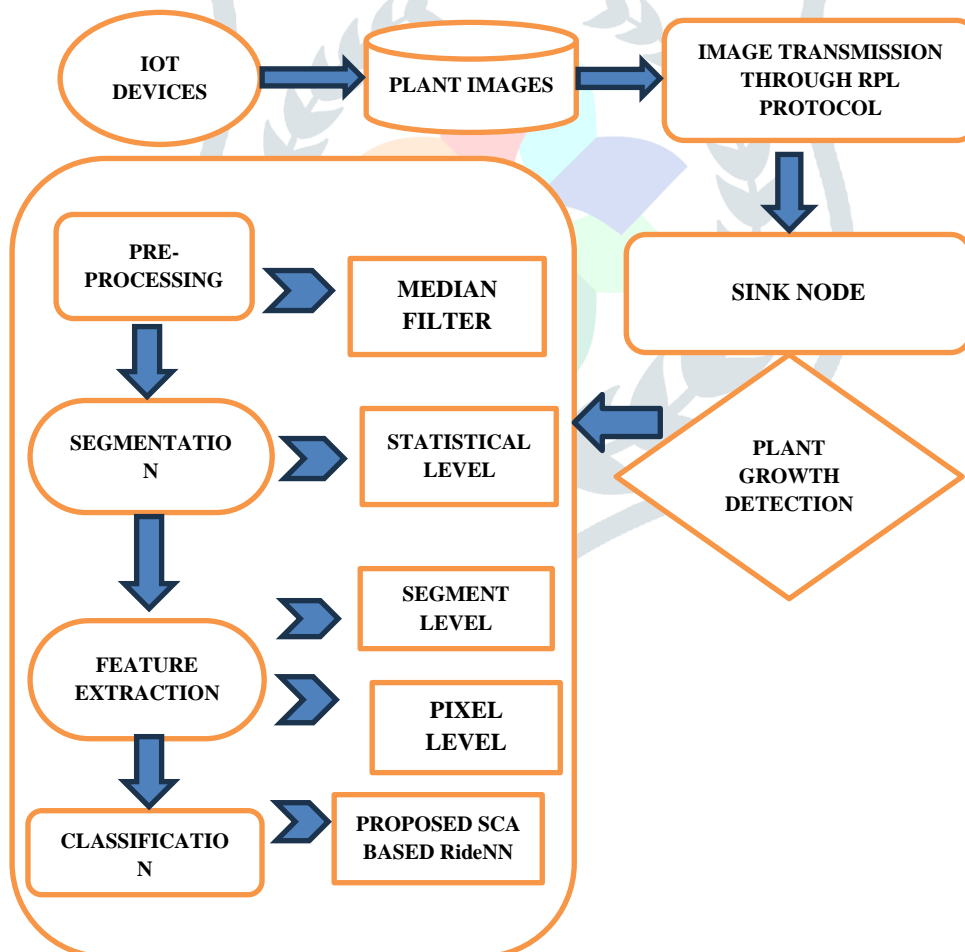 IOT
DEVICES
PLANT IMAGES
IMAGE TRANSMISSION
THROUGH RPL
PROTOCOL
SINK NODE
PLANT
GROWTH
DETECTION
PRE-
PROCESSING
MEDIAN
FILTER
SEGMENTATIO
N
STATISTICAL
LEVEL
FEATURE
EXTRACTION
SEGMENT
LEVEL
PIXEL
LEVEL
CLASSIFICATIO
N
PROPOSED SCA
BASED RideNN